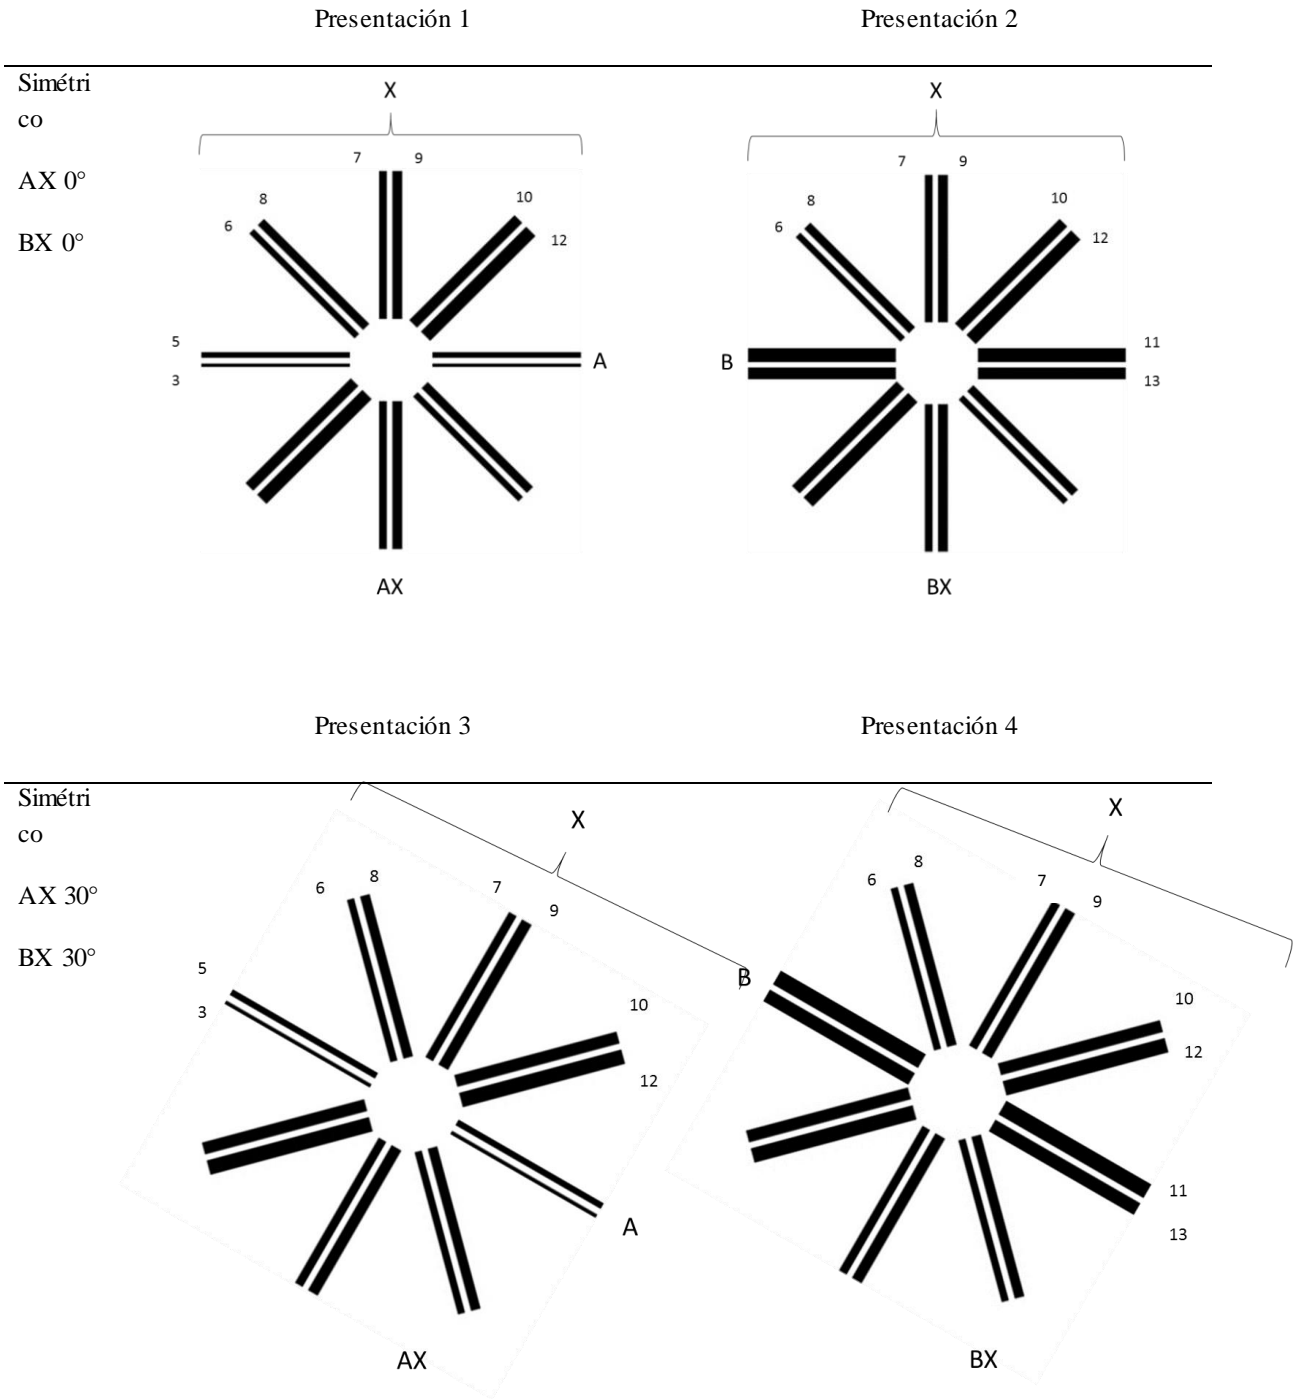 Presentación 1 Presentación 2
Simétri
co
AX 0°
BX 0°
X X
7 9 7 9
8 10 8 10
6 12 6 12
5 11
A B
3 13
AX BX
Presentación 3 Presentación 4
Simétri
co
AX 30°
BX 30°
X X
6 8 7 9 6 8 7 9
5 B
3 10 10
12 12
11
A 13
AX BX